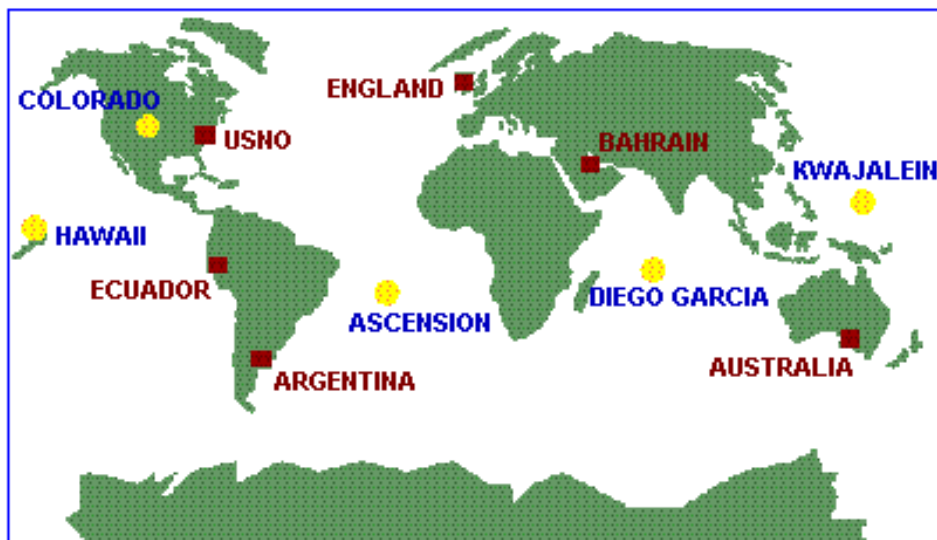 ENGLAND
COLORADO
USNO
BAHRAIN
KWAJALEIN
HAWAII
ECUADOR
ASCENSION
DIEGO GARCIA
ARGENTINA
AUSTRALIA